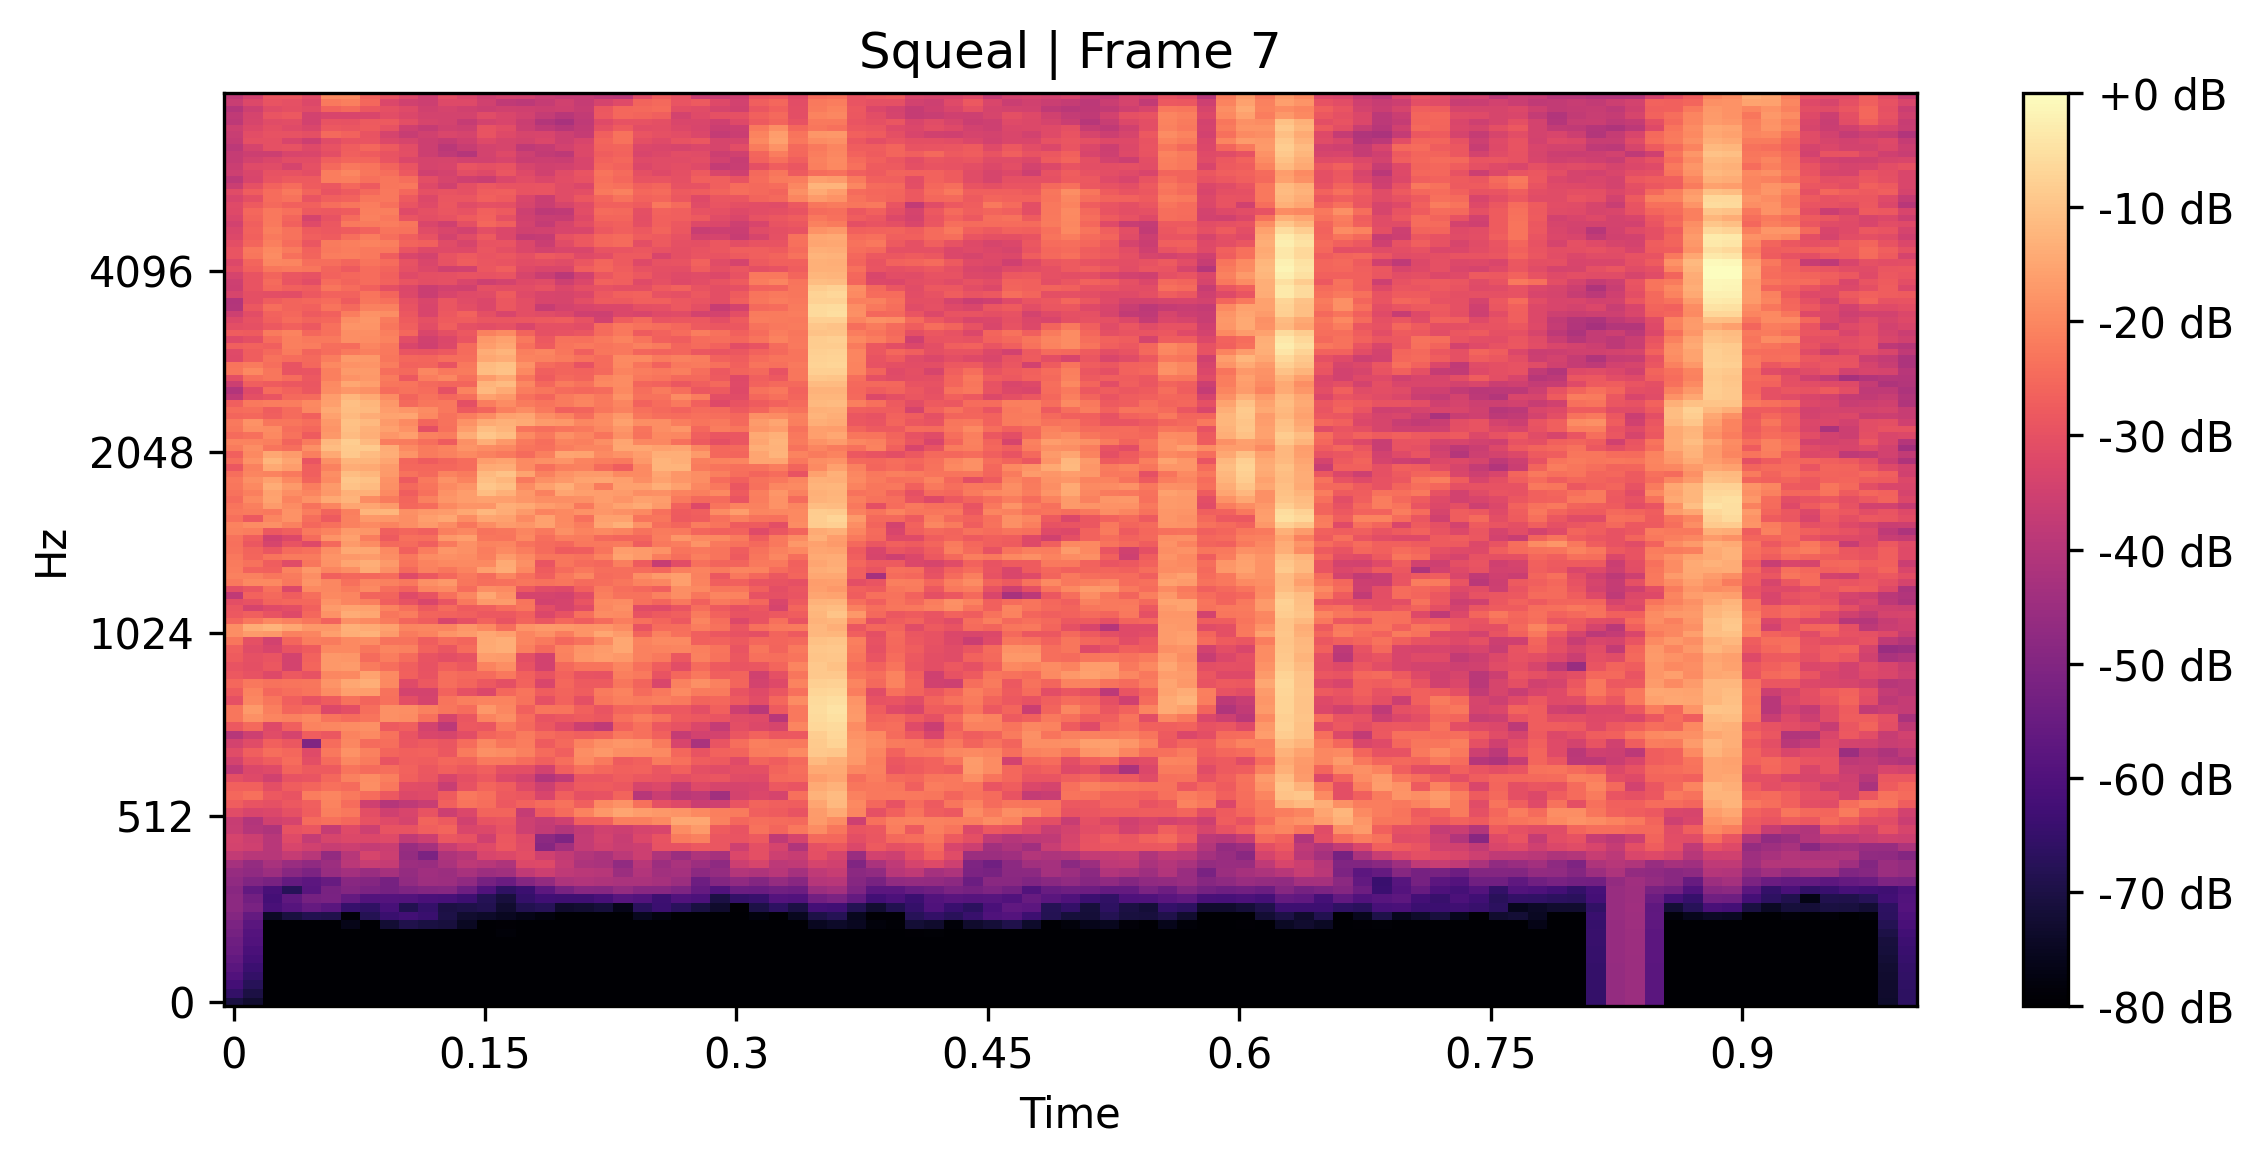 Squeal | Frame 7
+0 dB
-10 dB
-20 dB
-30 dB
-40 dB
-50 dB
-60 dB
-70 dB
-80 dB
Hz
4096
2048
1024
512
0
0 0.15 0.3 0.45 0.6 0.75 0.9
Time